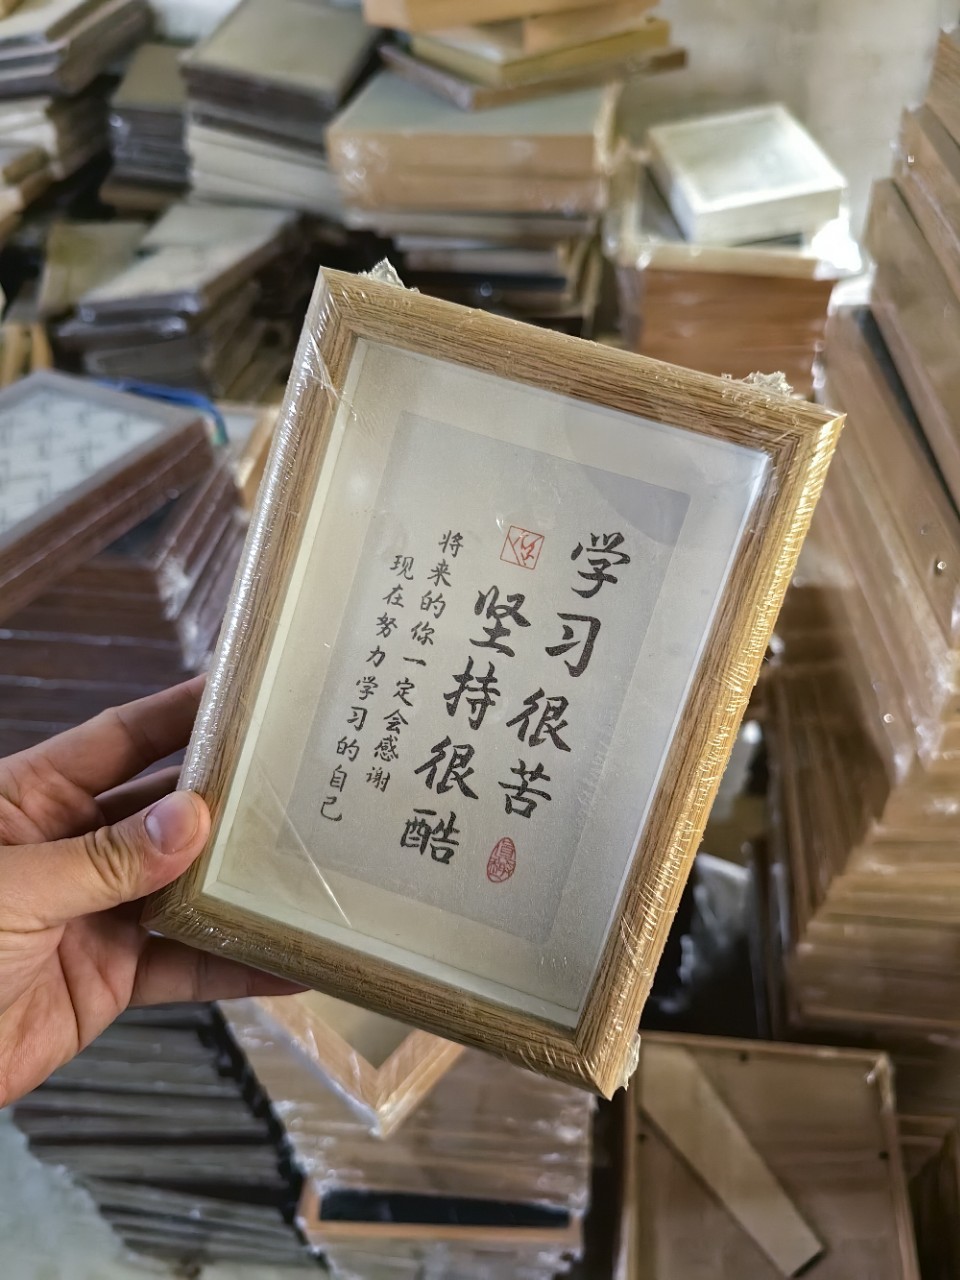 学习很苦
坚持很酷
将来的你一定会感谢
现在努力学习的自己